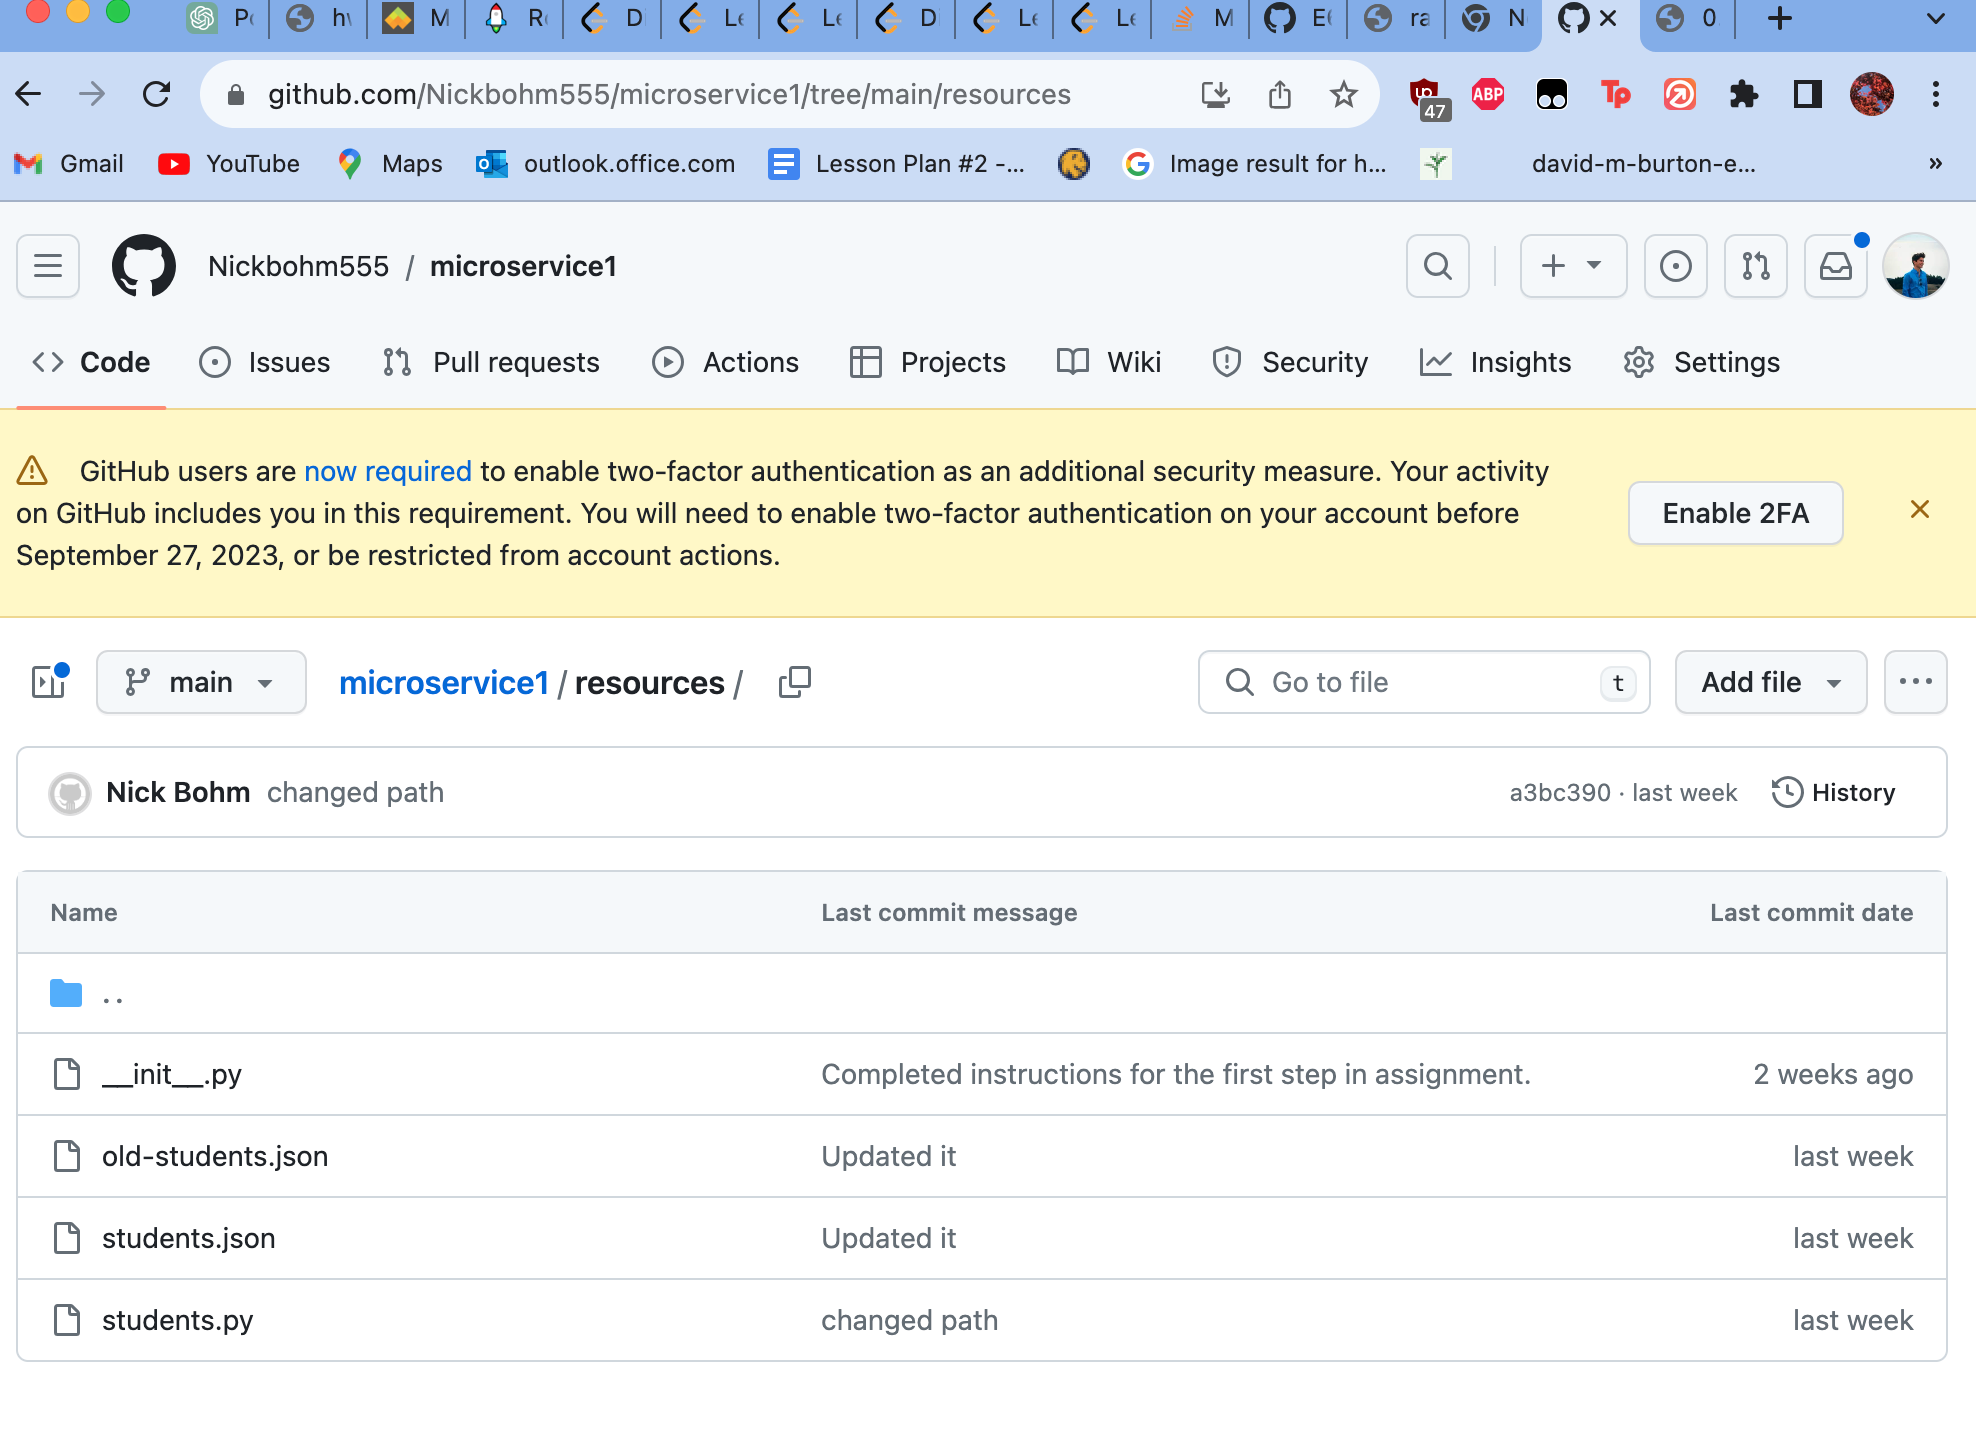 github.com/Nickbohm555/microservice1/tree/main/resources
47 ABP Tp
Gmail YouTube Maps outlook.office.com Lesson Plan #2 -... Image result for h... david-m-burton-e... »
Nickbohm555 / microservice1
Code Issues Pull requests Actions Projects Wiki Security Insights Settings
GitHub users are now required to enable two-factor authentication as an additional security measure. Your activity
on GitHub includes you in this requirement. You will need to enable two-factor authentication on your account before
September 27, 2023, or be restricted from account actions.
Enable 2FA
main microservice1 / resources / Go to file t Add file
Nick Bohm changed path a3bc390 · last week History
Name Last commit message Last commit date
..
__init__.py Completed instructions for the first step in assignment. 2 weeks ago
old-students.json Updated it last week
students.json Updated it last week
students.py changed path last week